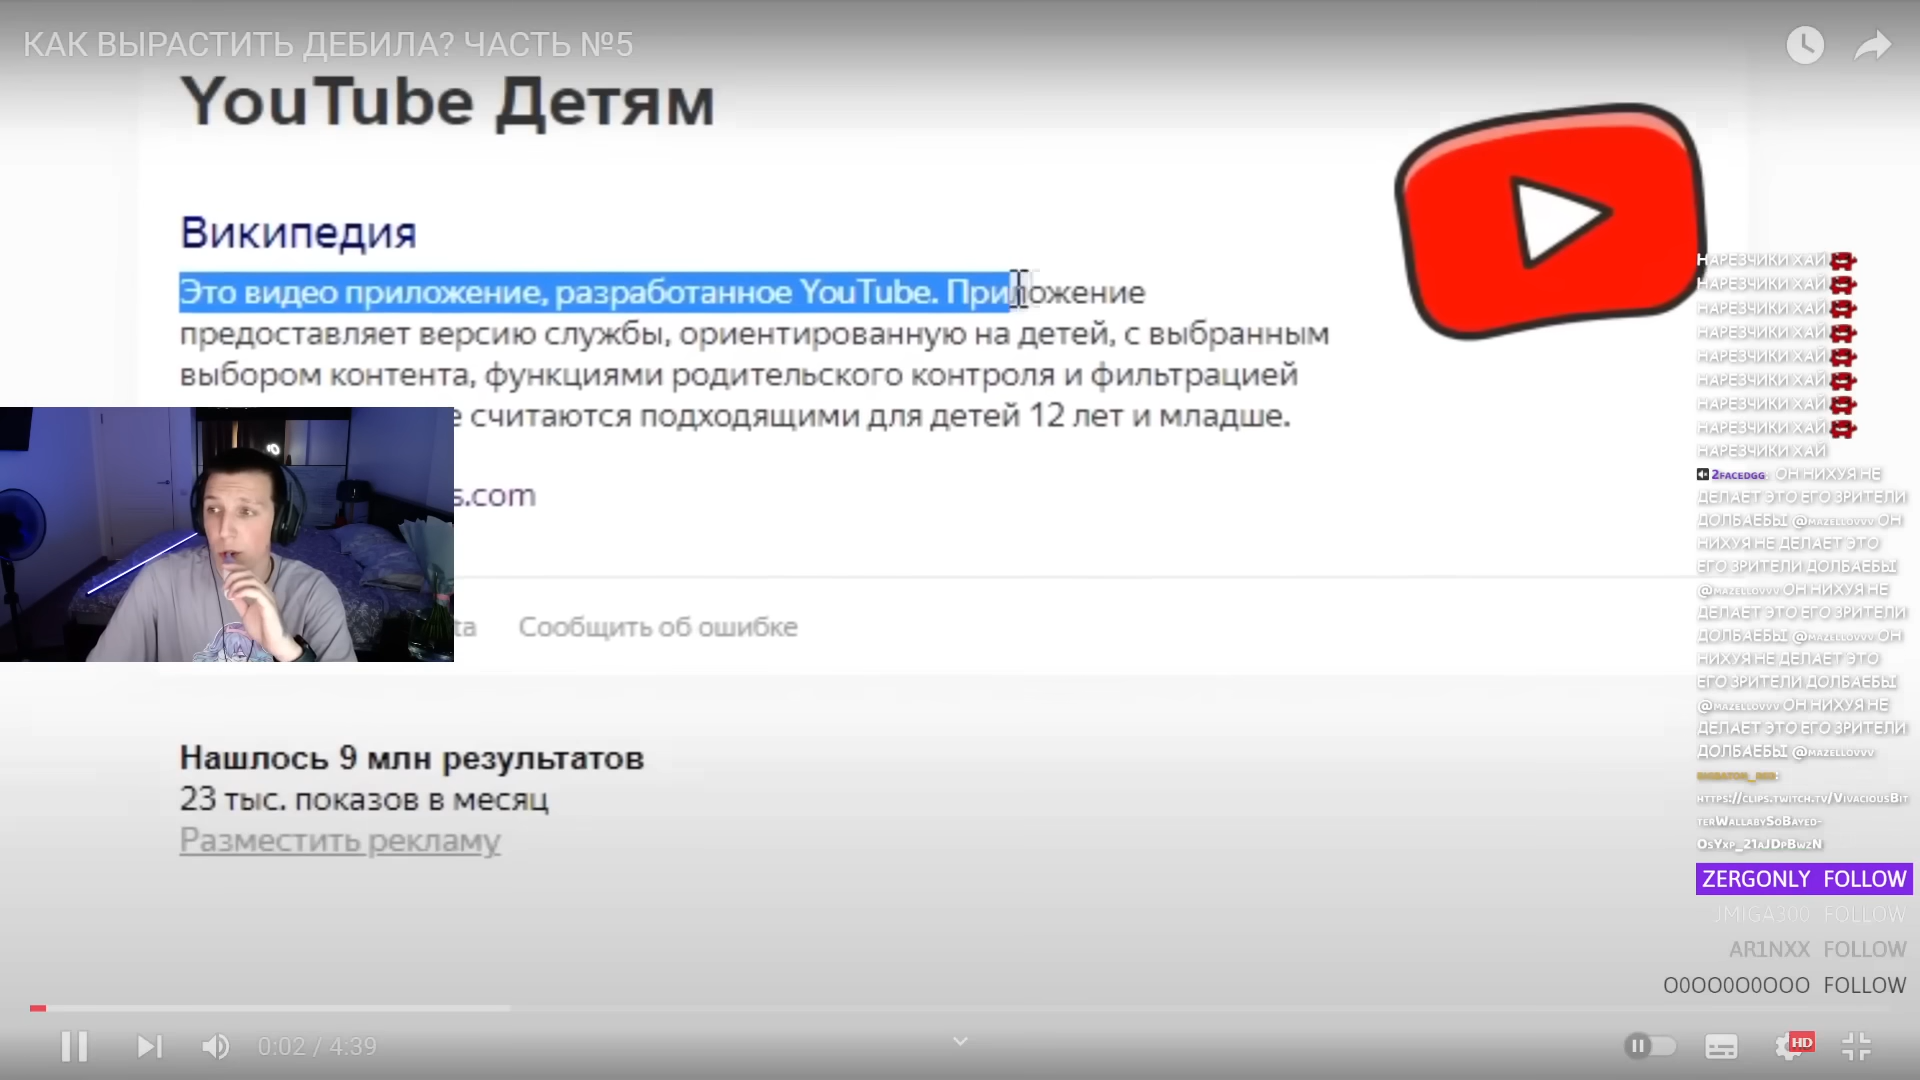 КАК ВЫРАСТИТЬ ДЕБИЛА? ЧАСТЬ №5
YouTube Детям
Википедия
Это видео приложение, разработанное YouTube. Приложение
предоставляет версию службы, ориентированную на детей, с выбранным
выбором контента, функциями родительского контроля и фильтрацией
е считаются подходящими для детей 12 лет и младше.
s.com
ta Сообщить об ошибке
Нашлось 9 млн результатов
23 тыс. показов в месяц
Разместить рекламу
НАРЕЗЧИКИ ХАЙ
НАРЕЗЧИКИ ХАЙ
НАРЕЗЧИКИ ХАЙ
НАРЕЗЧИКИ ХАЙ
НАРЕЗЧИКИ ХАЙ
НАРЕЗЧИКИ ХАЙ
НАРЕЗЧИКИ ХАЙ
НАРЕЗЧИКИ ХАЙ
НАРЕЗЧИКИ ХАЙ
2FACEDGG: ОН НИХУЯ НЕ
ДЕЛАЕТ ЭТО ЕГО ЗРИТЕЛИ
ДОЛБАЕБЫ @MAZELLOVVV ОН
НИХУЯ НЕ ДЕЛАЕТ ЭТО
ЕГО ЗРИТЕЛИ ДОЛБАЕБЫ
@MAZELLOVVV ОН НИХУЯ НЕ
ДЕЛАЕТ ЭТО ЕГО ЗРИТЕЛИ
ДОЛБАЕБЫ @MAZELLOVVV ОН
НИХУЯ НЕ ДЕЛАЕТ ЭТО
ЕГО ЗРИТЕЛИ ДОЛБАЕБЫ
@MAZELLOVVV ОН НИХУЯ НЕ
ДЕЛАЕТ ЭТО ЕГО ЗРИТЕЛИ
ДОЛБАЕБЫ @MAZELLOVVV
HTTPS://CLIPS.TWITCH.TV/VIVACIOUSBIT
TERWALLABYSOBAYED-
OSYXP_21AJDPBWZN
ZERGONLY FOLLOW
JMIGA300 FOLLOW
AR1NXX FOLLOW
O0OO0O0OOO FOLLOW
0:02 / 4:39
HD